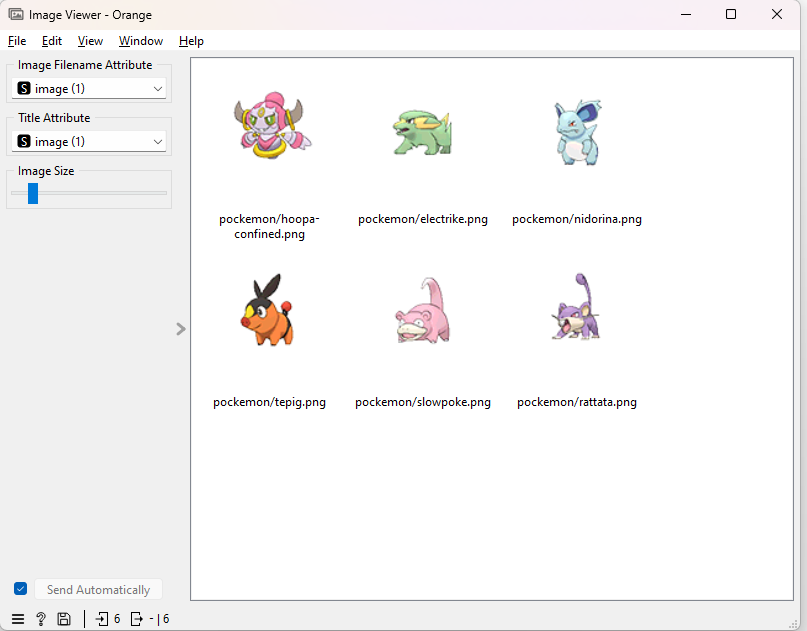 Image Viewer - Orange
File Edit View Window Help
Image Filename Attribute
S image (1)
Title Attribute
S image (1)
Image Size
pockemon/hoopa-
confined.png
pockemon/electrike.png
pockemon/nidorina.png
pockemon/tepig.png
pockemon/slowpoke.png
pockemon/rattata.png
Send Automatically
? 6 - | 6